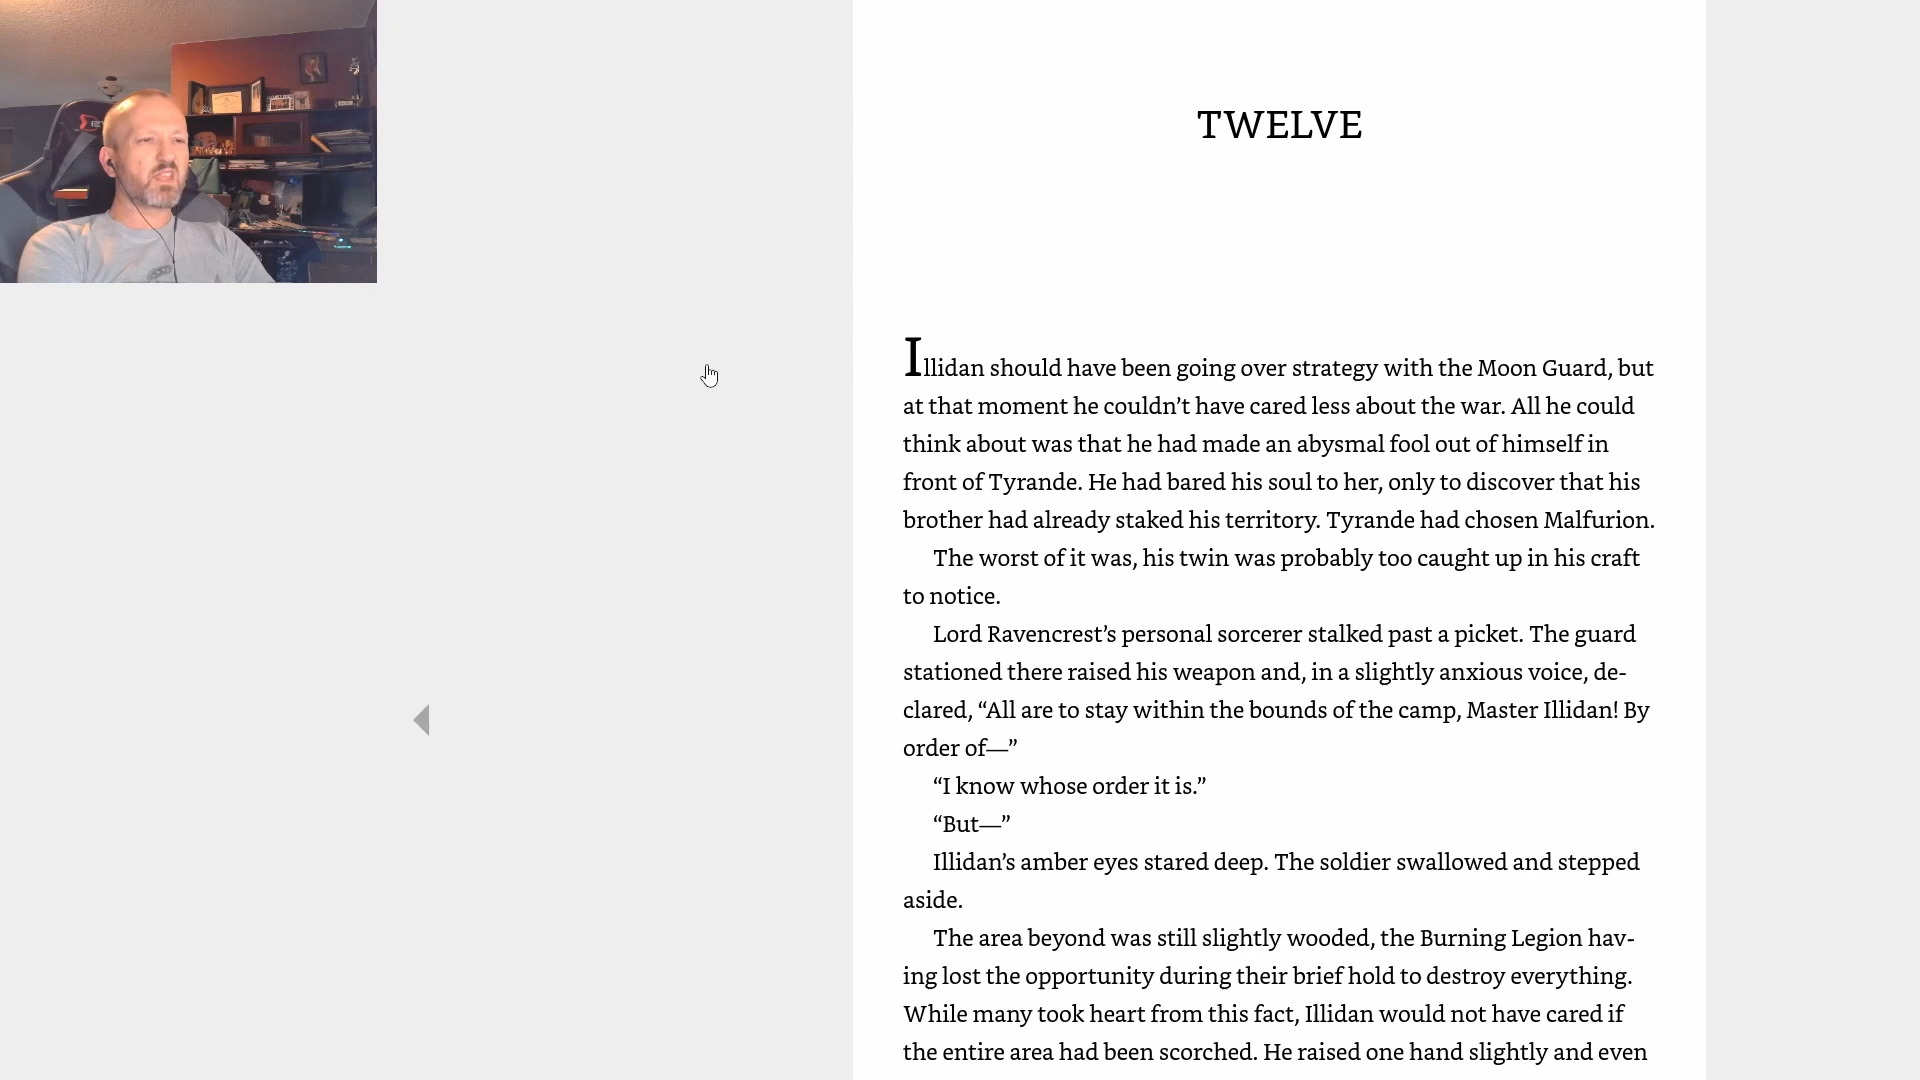 TWELVE
Illidan should have been going over strategy with the Moon Guard, but
at that moment he couldn’t have cared less about the war. All he could
think about was that he had made an abysmal fool out of himself in
front of Tyrande. He had bared his soul to her, only to discover that his
brother had already staked his territory. Tyrande had chosen Malfurion.
The worst of it was, his twin was probably too caught up in his craft
to notice.
Lord Ravencrest’s personal sorcerer stalked past a picket. The guard
stationed there raised his weapon and, in a slightly anxious voice, de-
clared, “All are to stay within the bounds of the camp, Master Illidan! By
order of—”
“I know whose order it is.”
“But—”
Illidan’s amber eyes stared deep. The soldier swallowed and stepped
aside.
The area beyond was still slightly wooded, the Burning Legion hav-
ing lost the opportunity during their brief hold to destroy everything.
While many took heart from this fact, Illidan would not have cared if
the entire area had been scorched. He raised one hand slightly and even